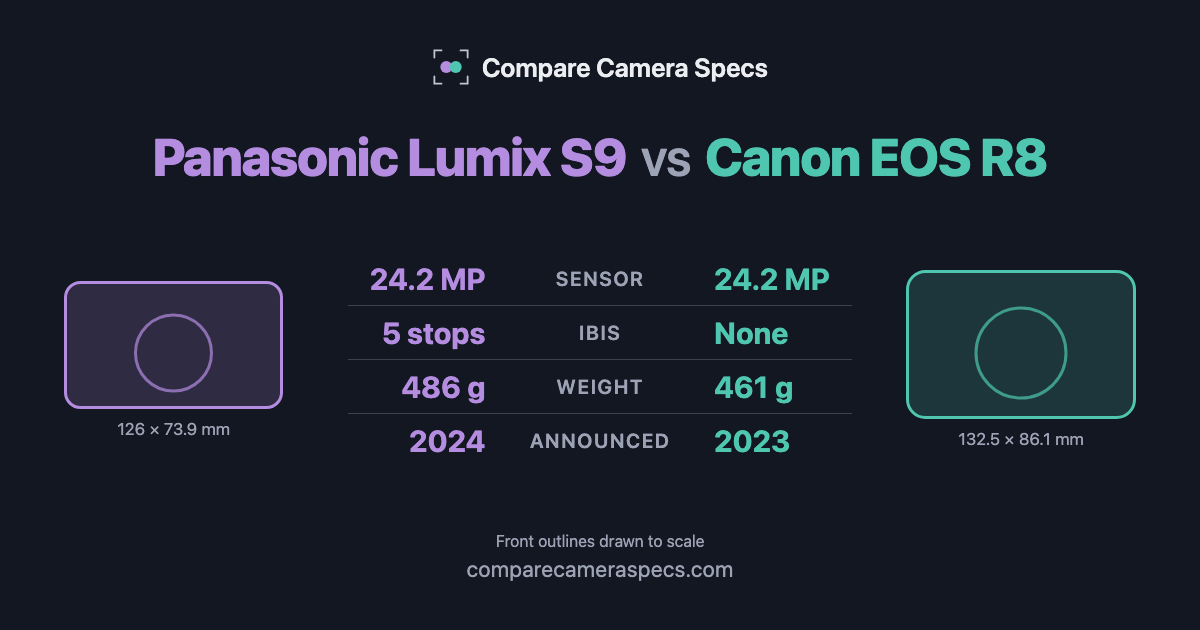 Compare Camera Specs
Panasonic Lumix S9 vs Canon EOS R8
24.2 MP SENSOR 24.2 MP
5 stops IBIS None
486 g WEIGHT 461 g
2024 ANNOUNCED 2023
126 × 73.9 mm
132.5 × 86.1 mm
Front outlines drawn to scale
comparecameraspecs.com